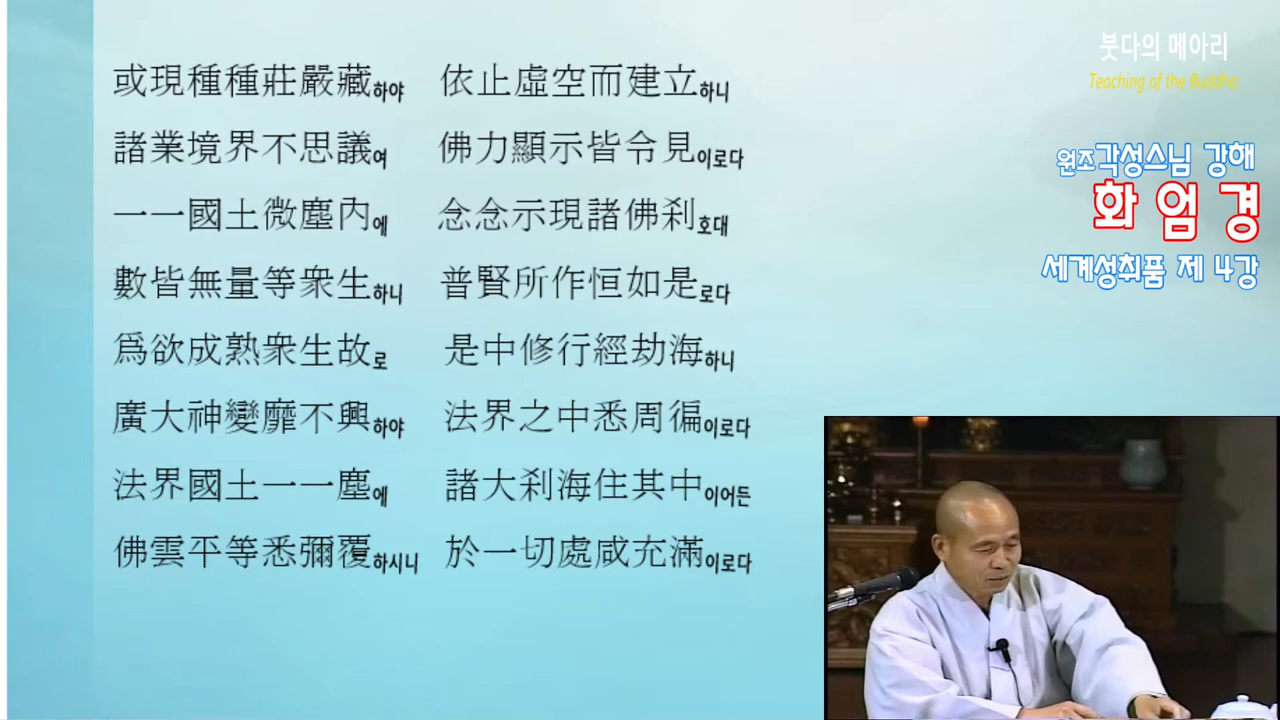 或現種種莊嚴藏하야 依止虛空而建立하니
諸業境界不思議여 佛力顯示皆令見이로다
一一國土微塵內에 念念示現諸佛刹호대
數皆無量等衆生하니 普賢所作恒如是로다
爲欲成熟衆生故로 是中修行經劫海하니
廣大神變靡不興하야 法界之中悉周徧이로다
法界國土一一塵에 諸大刹海住其中이어든
佛雲平等悉彌覆하시니 於一切處咸充滿이로다
붓다의 메아리
Teaching of the Buddha
원조각성스님 강해
화엄경
세계성취품 제 4강